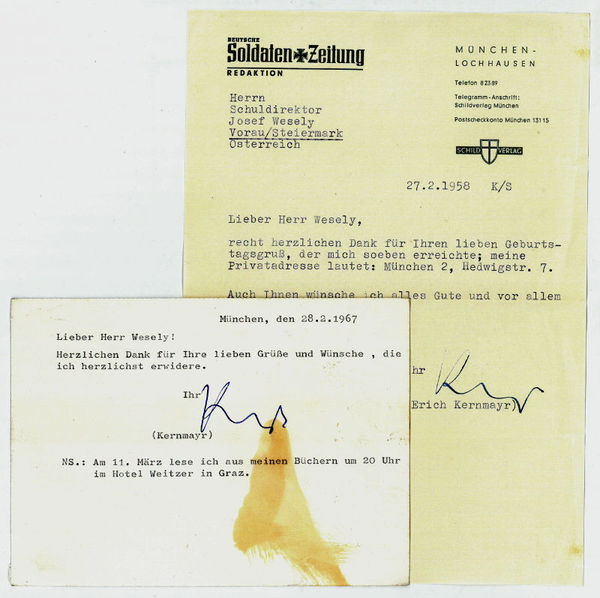 DEUTSCHE
Soldaten Zeitung
REDAKTION
MÜNCHEN-
LOCHHAUSEN
Telefon 82389
Telegramm-Anschrift:
Schildverlag München
Postscheckkonto München 13115
SCHILD VERLAG
Herrn
Schuldirektor
Josef Wesely
Vorau/Steiermark
Österreich
27.2.1958 K/S
Lieber Herr Wesely,
recht herzlichen Dank für Ihren lieben Geburts-
tagsgruß, der mich soeben erreichte; meine
Privatadresse lautet: München 2, Hedwigstr. 7.
Auch Ihnen wünsche ich alles Gute und vor allem
hr
Erich Kernmayr)
München, den 28.2.1967
Lieber Herr Wesely!
Herzlichen Dank für Ihre lieben Grüße und Wünsche , die
ich herzlichst erwidere.
Ihr
(Kernmayr)
NS.: Am 11. März lese ich aus meinen Büchern um 20 Uhr
im Hotel Weitzer in Graz.